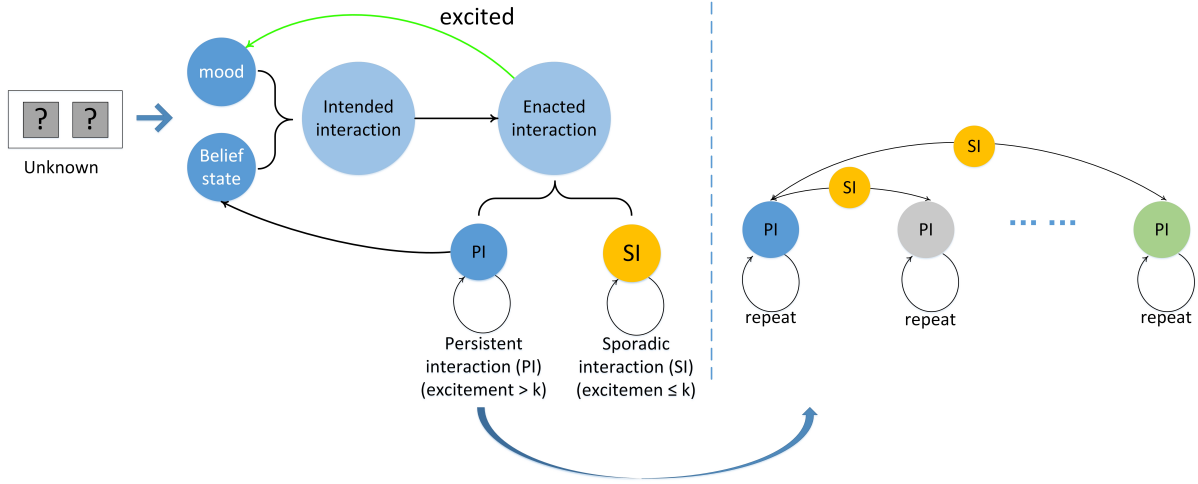 excited
mood
? ?
Unknown
Belief
state
Intended
interaction
Enacted
interaction
PI
SI
Persistent
interaction (PI)
(excitement > k)
Sporadic
interaction (SI)
(excitemen ≤ k)
SI
SI
PI
PI
... ...
PI
repeat
repeat
repeat